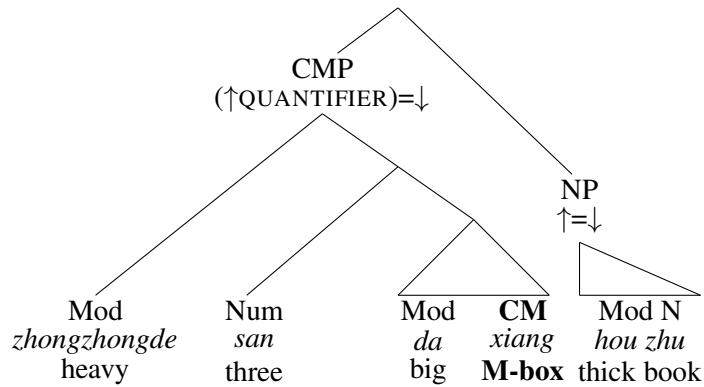 CMP
(↑QUANTIFIER)=↓
NP
↑=↓
Mod Num Mod CM Mod N
zhongzhongde san da xiang hou zhu
heavy three big M-box thick book